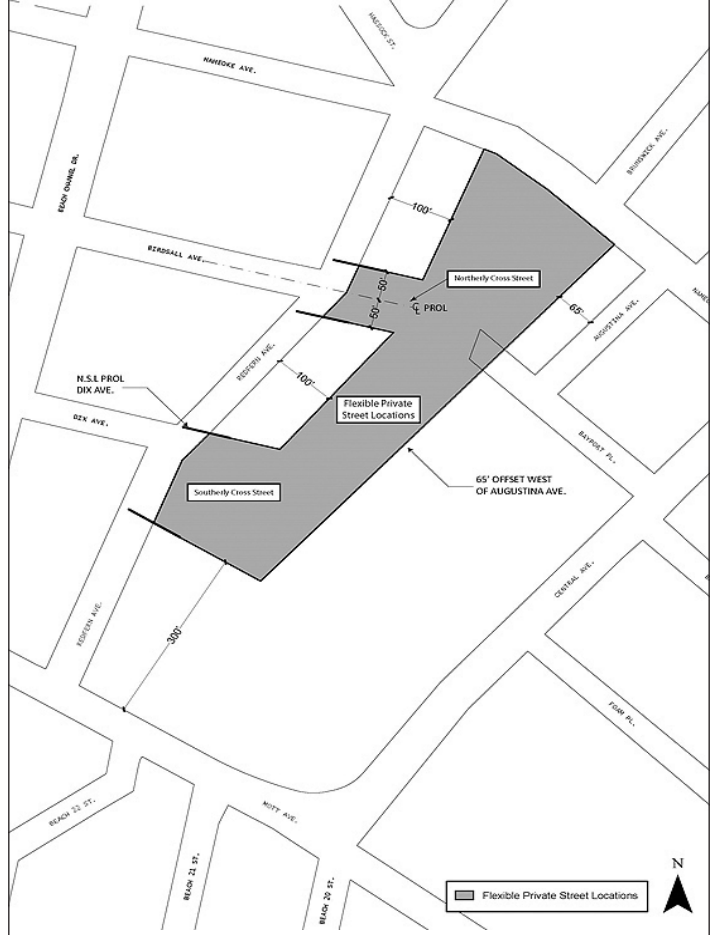 HASSOCK ST.
NAMEOKE AVE.
BRUNSWICK AVE.
BEACH CHANNEL DR.
100'
BIRDSALL AVE.
50'
Northerly Cross Street
50'
℄ PROL
65'
AUGUSTINA AVE.
REDFERN AVE.
N.S.L PROL
DIX AVE.
100'
Flexible Private
Street Locations
DIX AVE.
BAYPORT PL.
65' OFFSET WEST
OF AUGUSTINA AVE.
Southerly Cross Street
CENTRAL AVE.
REDFERN AVE.
300'
FOAM PL.
BEACH 22 ST.
MOTT AVE.
BEACH 21 ST.
BEACH 20 ST.
N
Flexible Private Street Locations